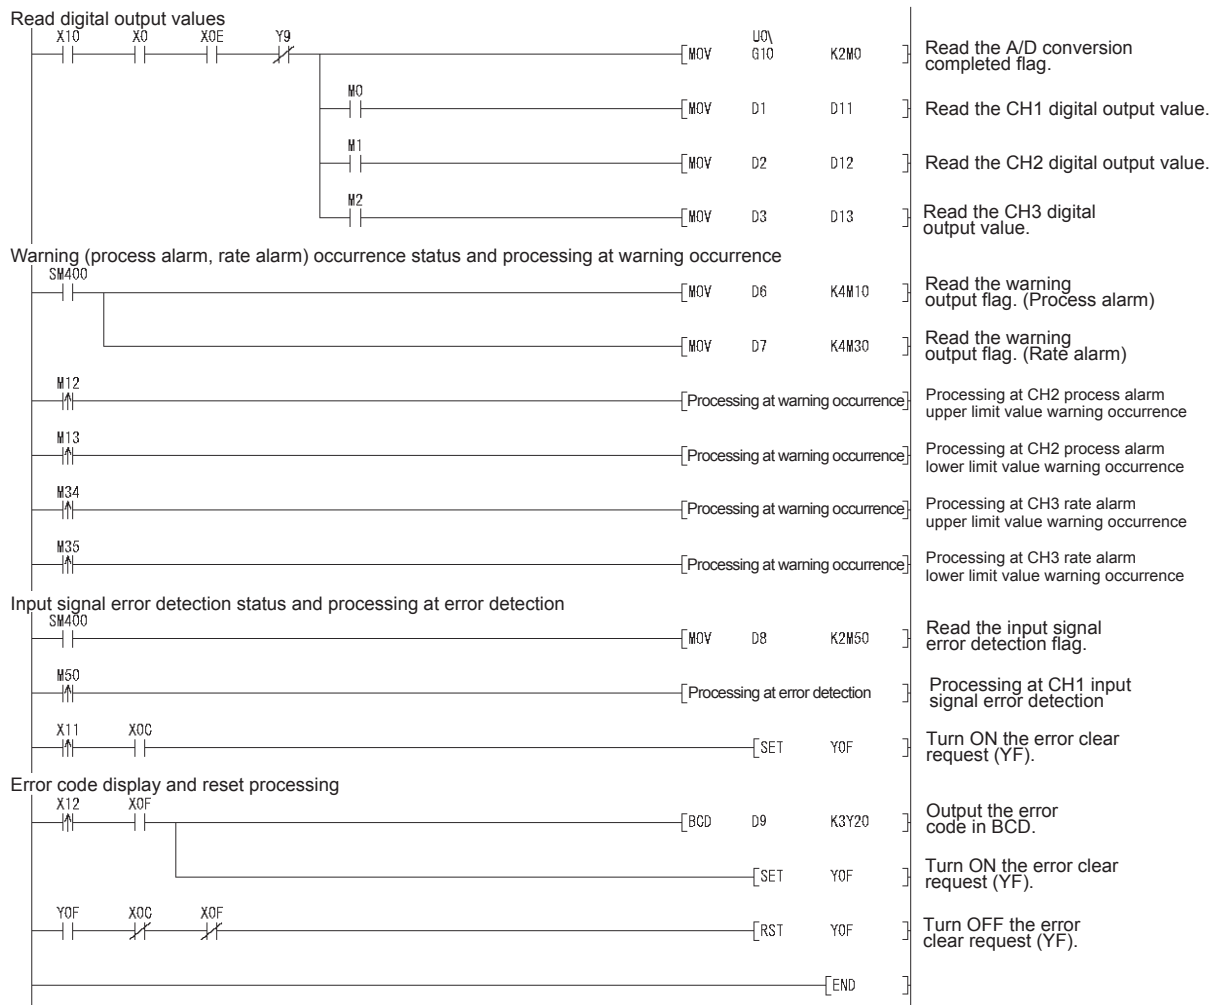 Read digital output values
X10 X0 X0E Y9
MOV U0\ G10 K2M0 Read the A/D conversion
completed flag.
M0
MOV D1 D11 Read the CH1 digital output value.
M1
MOV D2 D12 Read the CH2 digital output value.
M2
MOV D3 D13 Read the CH3 digital
output value.
Warning (process alarm, rate alarm) occurrence status and processing at warning occurrence
SM400
MOV D6 K4M10 Read the warning
output flag. (Process alarm)
MOV D7 K4M30 Read the warning
output flag. (Rate alarm)
M12
Processing at warning occurrence Processing at CH2 process alarm
upper limit value warning occurrence
M13
Processing at warning occurrence Processing at CH2 process alarm
lower limit value warning occurrence
M34
Processing at warning occurrence Processing at CH3 rate alarm
upper limit value warning occurrence
M35
Processing at warning occurrence Processing at CH3 rate alarm
lower limit value warning occurrence
Input signal error detection status and processing at error detection
SM400
MOV D8 K2M50 Read the input signal
error detection flag.
M50
Processing at error detection Processing at CH1 input
signal error detection
X11 X0C
SET Y0F Turn ON the error clear
request (YF).
Error code display and reset processing
X12 X0F
BCD D9 K3Y20 Output the error
code in BCD.
SET Y0F Turn ON the error clear
request (YF).
Y0F X0C X0F
RST Y0F Turn OFF the error
clear request (YF).
END